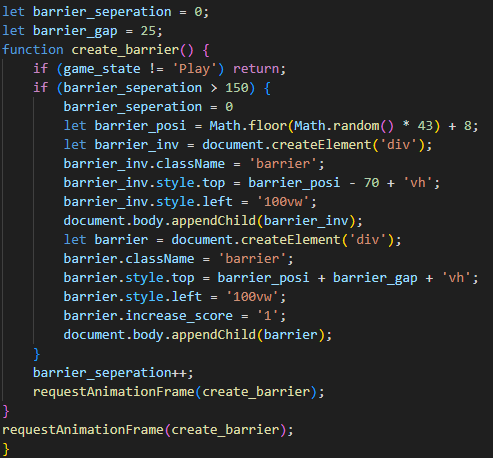 let barrier_seperation = 0;
let barrier_gap = 25;
function create_barrier() {
    if (game_state != 'Play') return;
    if (barrier_seperation > 150) {
        barrier_seperation = 0
        let barrier_posi = Math.floor(Math.random() * 43) + 8;
        let barrier_inv = document.createElement('div');
        barrier_inv.className = 'barrier';
        barrier_inv.style.top = barrier_posi - 70 + 'vh';
        barrier_inv.style.left = '100vw';
        document.body.appendChild(barrier_inv);
        let barrier = document.createElement('div');
        barrier.className = 'barrier';
        barrier.style.top = barrier_posi + barrier_gap + 'vh';
        barrier.style.left = '100vw';
        barrier.increase_score = '1';
        document.body.appendChild(barrier);
    }
    barrier_seperation++;
    requestAnimationFrame(create_barrier);
}
requestAnimationFrame(create_barrier);
}